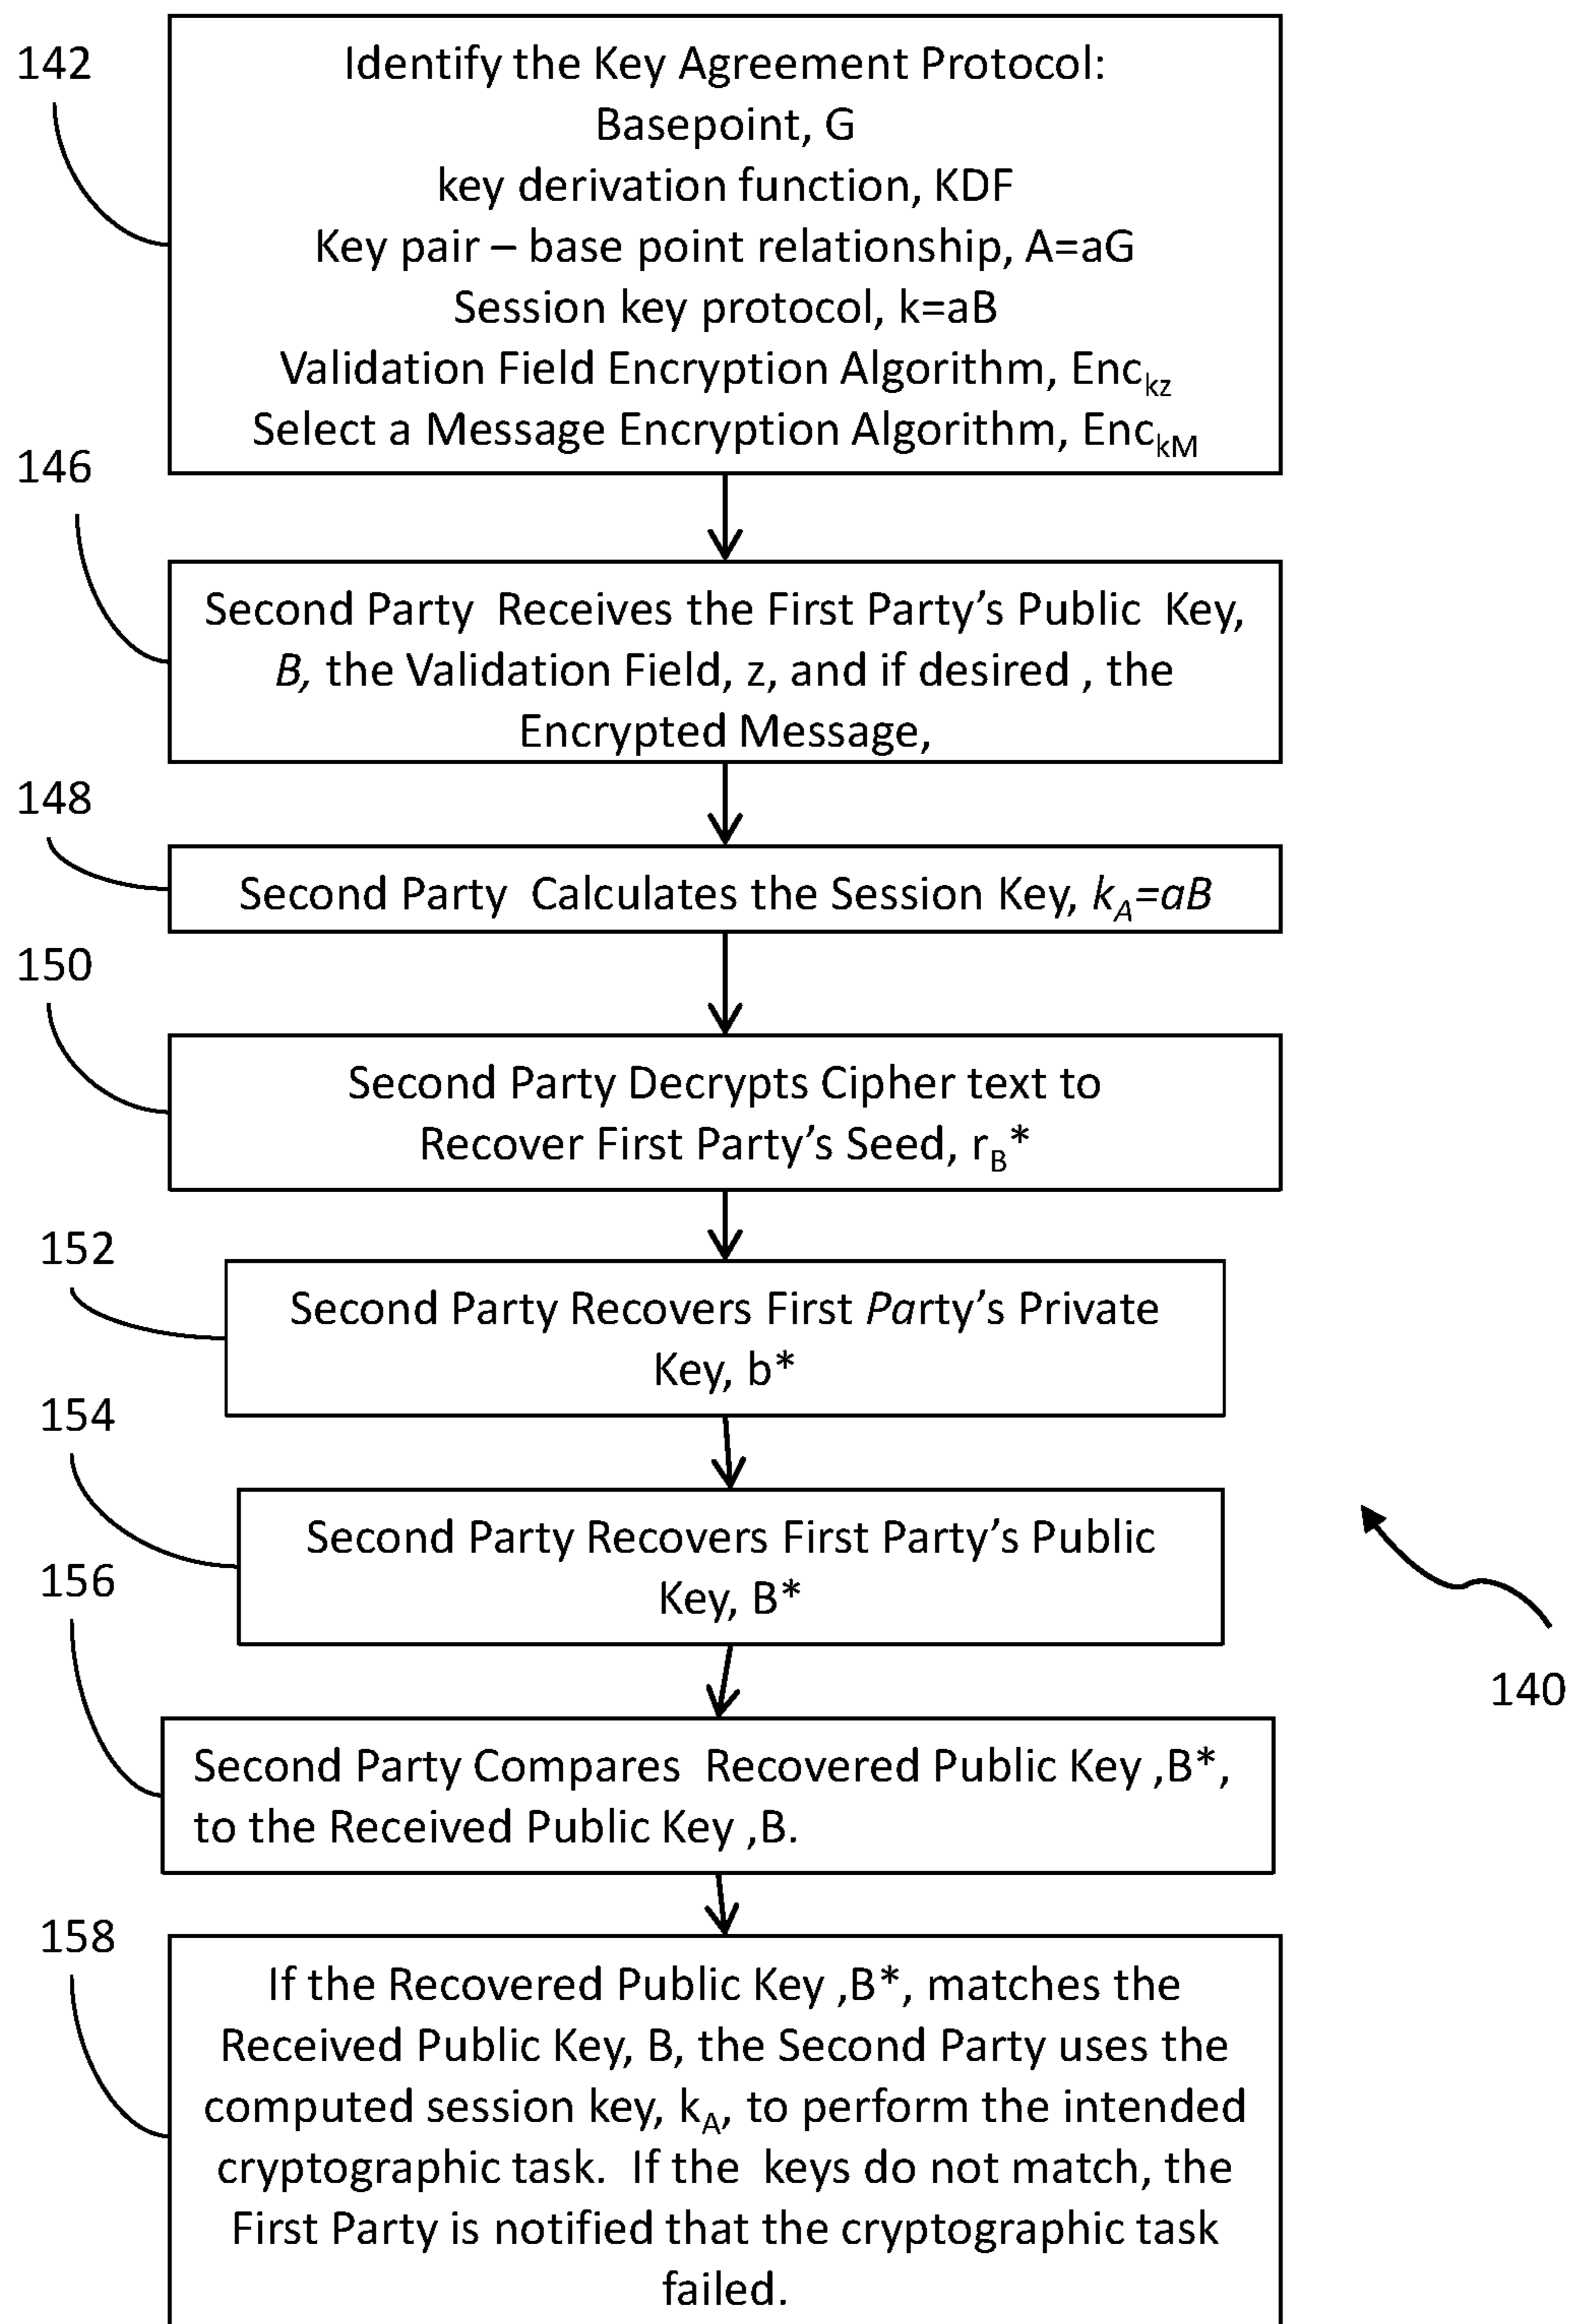 142
Identify the Key Agreement Protocol:
Basepoint, G
key derivation function, KDF
Key pair – base point relationship, A=aG
Session key protocol, k=aB
Validation Field Encryption Algorithm, Enckz
Select a Message Encryption Algorithm, EnckM
146
Second Party Receives the First Party’s Public Key,
B, the Validation Field, z, and if desired , the
Encrypted Message,
148
Second Party Calculates the Session Key, kA=aB
150
Second Party Decrypts Cipher text to
Recover First Party’s Seed, rB*
152
Second Party Recovers First Party’s Private
Key, b*
154
Second Party Recovers First Party’s Public
Key, B*
156
140
Second Party Compares Recovered Public Key ,B*,
to the Received Public Key ,B.
158
If the Recovered Public Key ,B*, matches the
Received Public Key, B, the Second Party uses the
computed session key, kA, to perform the intended
cryptographic task. If the keys do not match, the
First Party is notified that the cryptographic task
failed.